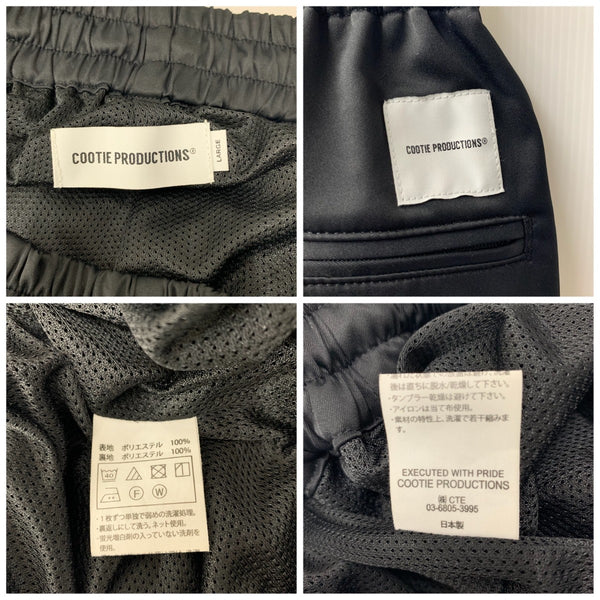 COOTIE PRODUCTIONS®
LARGE
COOTIE PRODUCTIONS®
表地 ポリエステル 100%
裏地 ポリエステル 100%
40
F W
・1枚ずつ単独で弱めの洗濯処理。
・裏返しにして洗う。ネット使用。
・蛍光増白剤の入っていない洗剤を
使用。
後は直ちに脱水/乾燥して下さい。
・タンブラー乾燥は避けて下さい。
・アイロンは当て布使用。
・素材の特性上、洗濯で若干縮みま
す。
EXECUTED WITH PRIDE
COOTIE PRODUCTIONS
㈱ CTE
03-6805-3995
日本製